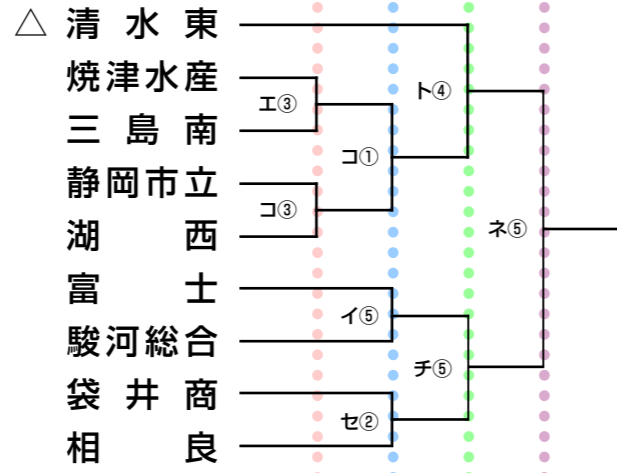 △ 清水東
焼津水産
三島南
静岡市立
湖西
富士
駿河総合
袋井商
相良
エ③
コ③
コ①
イ⑤
セ②
ト④
チ⑤
ネ⑤